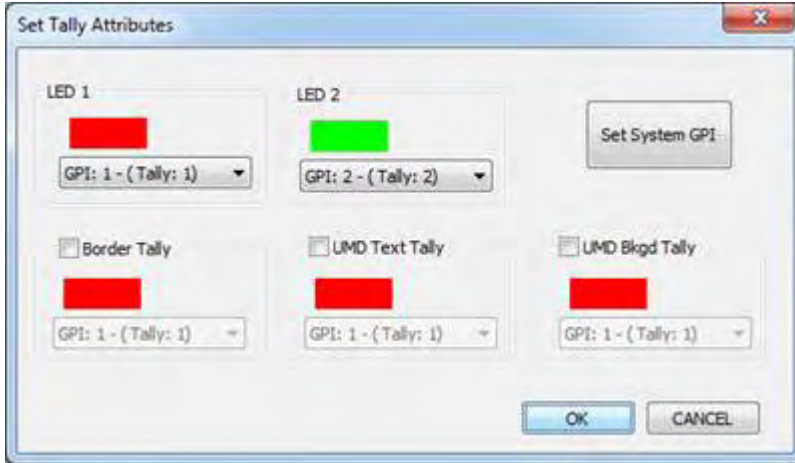 Set Tally Attributes
LED 1
LED 2
Set System GPI
GPI: 1 - ( Tally: 1)
GPI: 2 - ( Tally: 2)
Border Tally
UMD Text Tally
UMD Bkgd Tally
GPI: 1 - ( Tally: 1)
GPI: 1 - ( Tally: 1)
GPI: 1 - ( Tally: 1)
OK
CANCEL